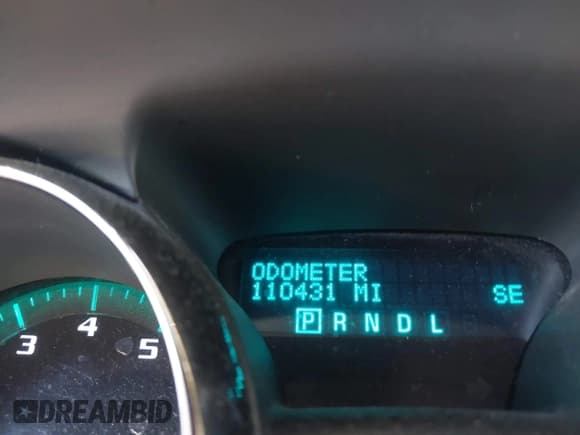 ODOMETER
110431 MI SE
P R N D L
3 4 5
DREAMBID